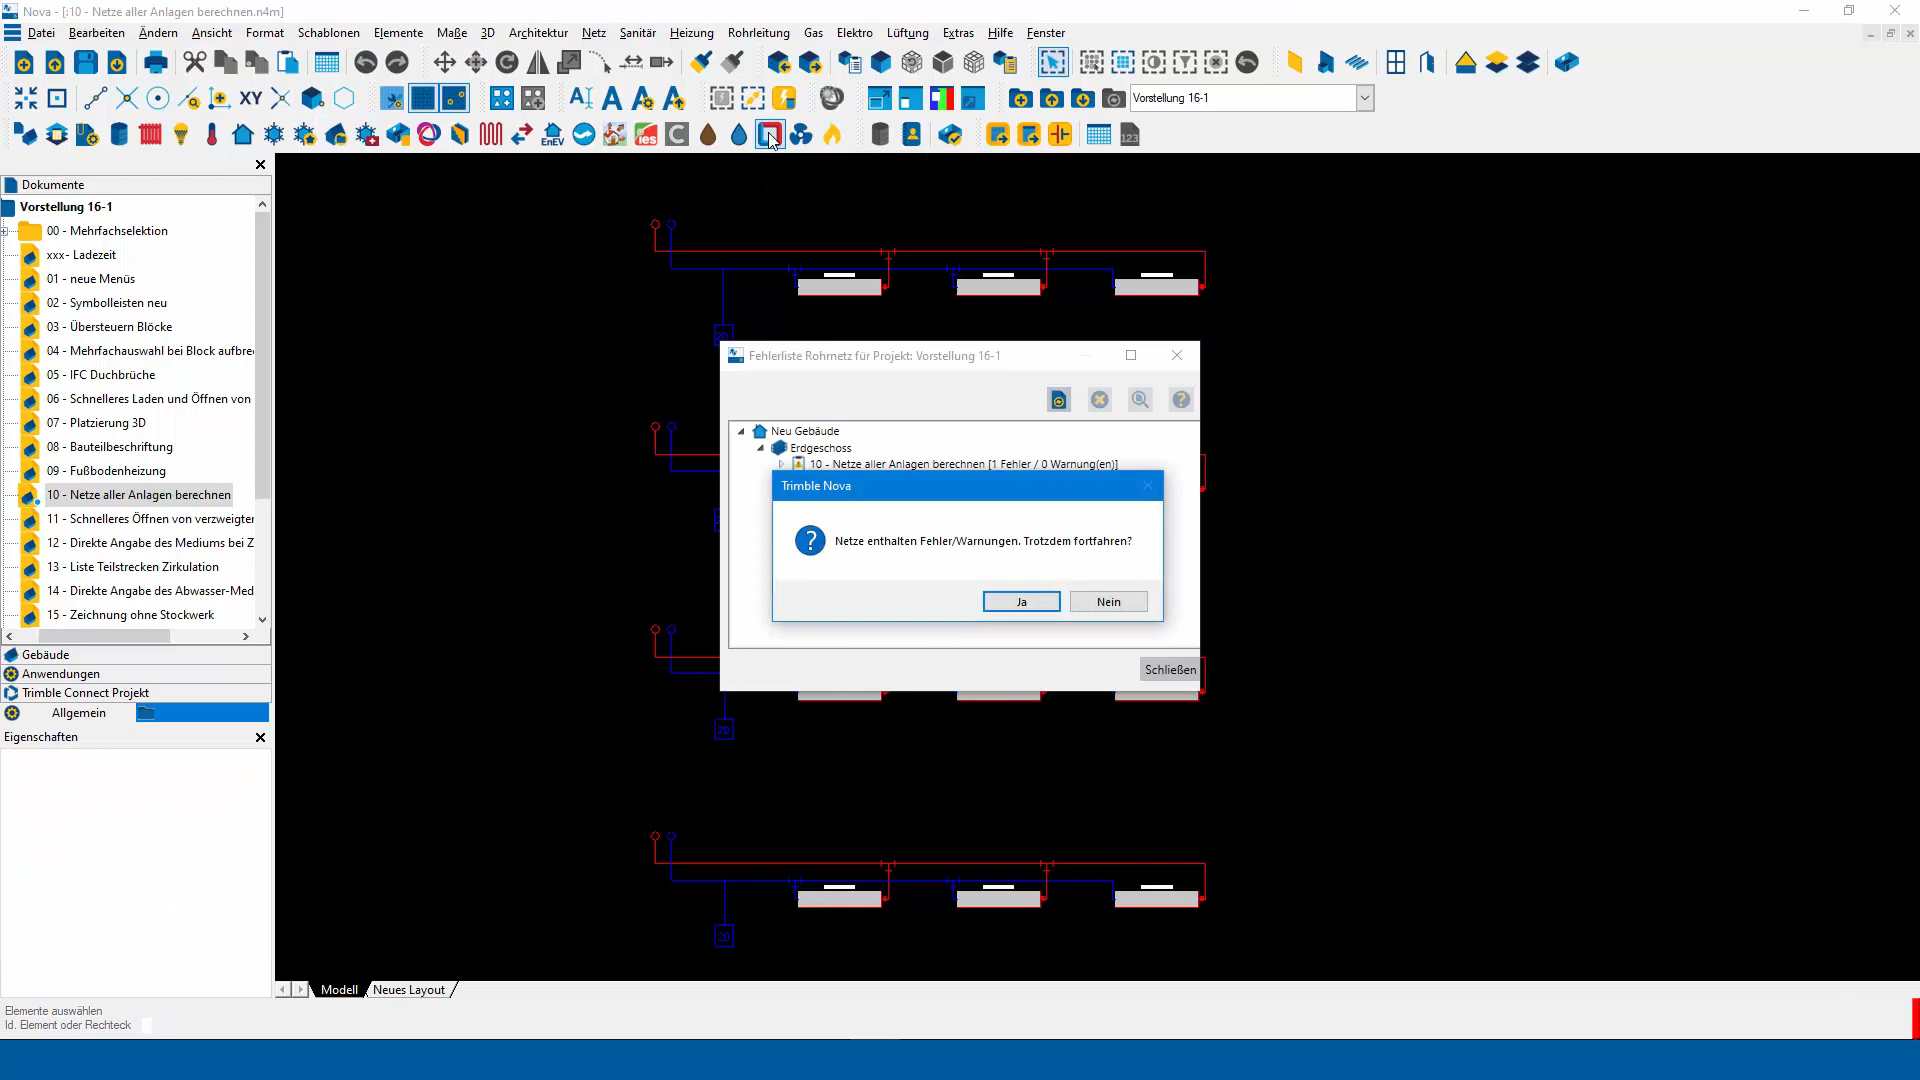 Nova - [:10 - Netze aller Anlagen berechnen.n4m]
Datei Bearbeiten Ändern Ansicht Format Schablonen Elemente Maße 3D Architektur Netz Sanitär Heizung Rohrleitung Gas Elektro Lüftung Extras Hilfe Fenster
XY
Vorstellung 16-1
EnEV
ies
123
Dokumente
Vorstellung 16-1
00 - Mehrfachselektion
xxx- Ladezeit
01 - neue Menüs
02 - Symbolleisten neu
03 - Übersteuern Blöcke
04 - Mehrfachauswahl bei Block aufbre
05 - IFC Duchbrüche
06 - Schnelleres Laden und Öffnen von
07 - Platzierung 3D
08 - Bauteilbeschriftung
09 - Fußbodenheizung
10 - Netze aller Anlagen berechnen
11 - Schnelleres Öffnen von verzweigter
12 - Direkte Angabe des Mediums bei Z
13 - Liste Teilstrecken Zirkulation
14 - Direkte Angabe des Abwasser-Med
15 - Zeichnung ohne Stockwerk
Gebäude
Anwendungen
Trimble Connect Projekt
Allgemein
Eigenschaften
Fehlerliste Rohrnetz für Projekt: Vorstellung 16-1
Neu Gebäude
Erdgeschoss
10 - Netze aller Anlagen berechnen [1 Fehler / 0 Warnung(en)]
Trimble Nova
Netze enthalten Fehler/Warnungen. Trotzdem fortfahren?
Ja
Nein
Schließen
20
20
Modell
Neues Layout
Elemente auswählen
Id. Element oder Rechteck